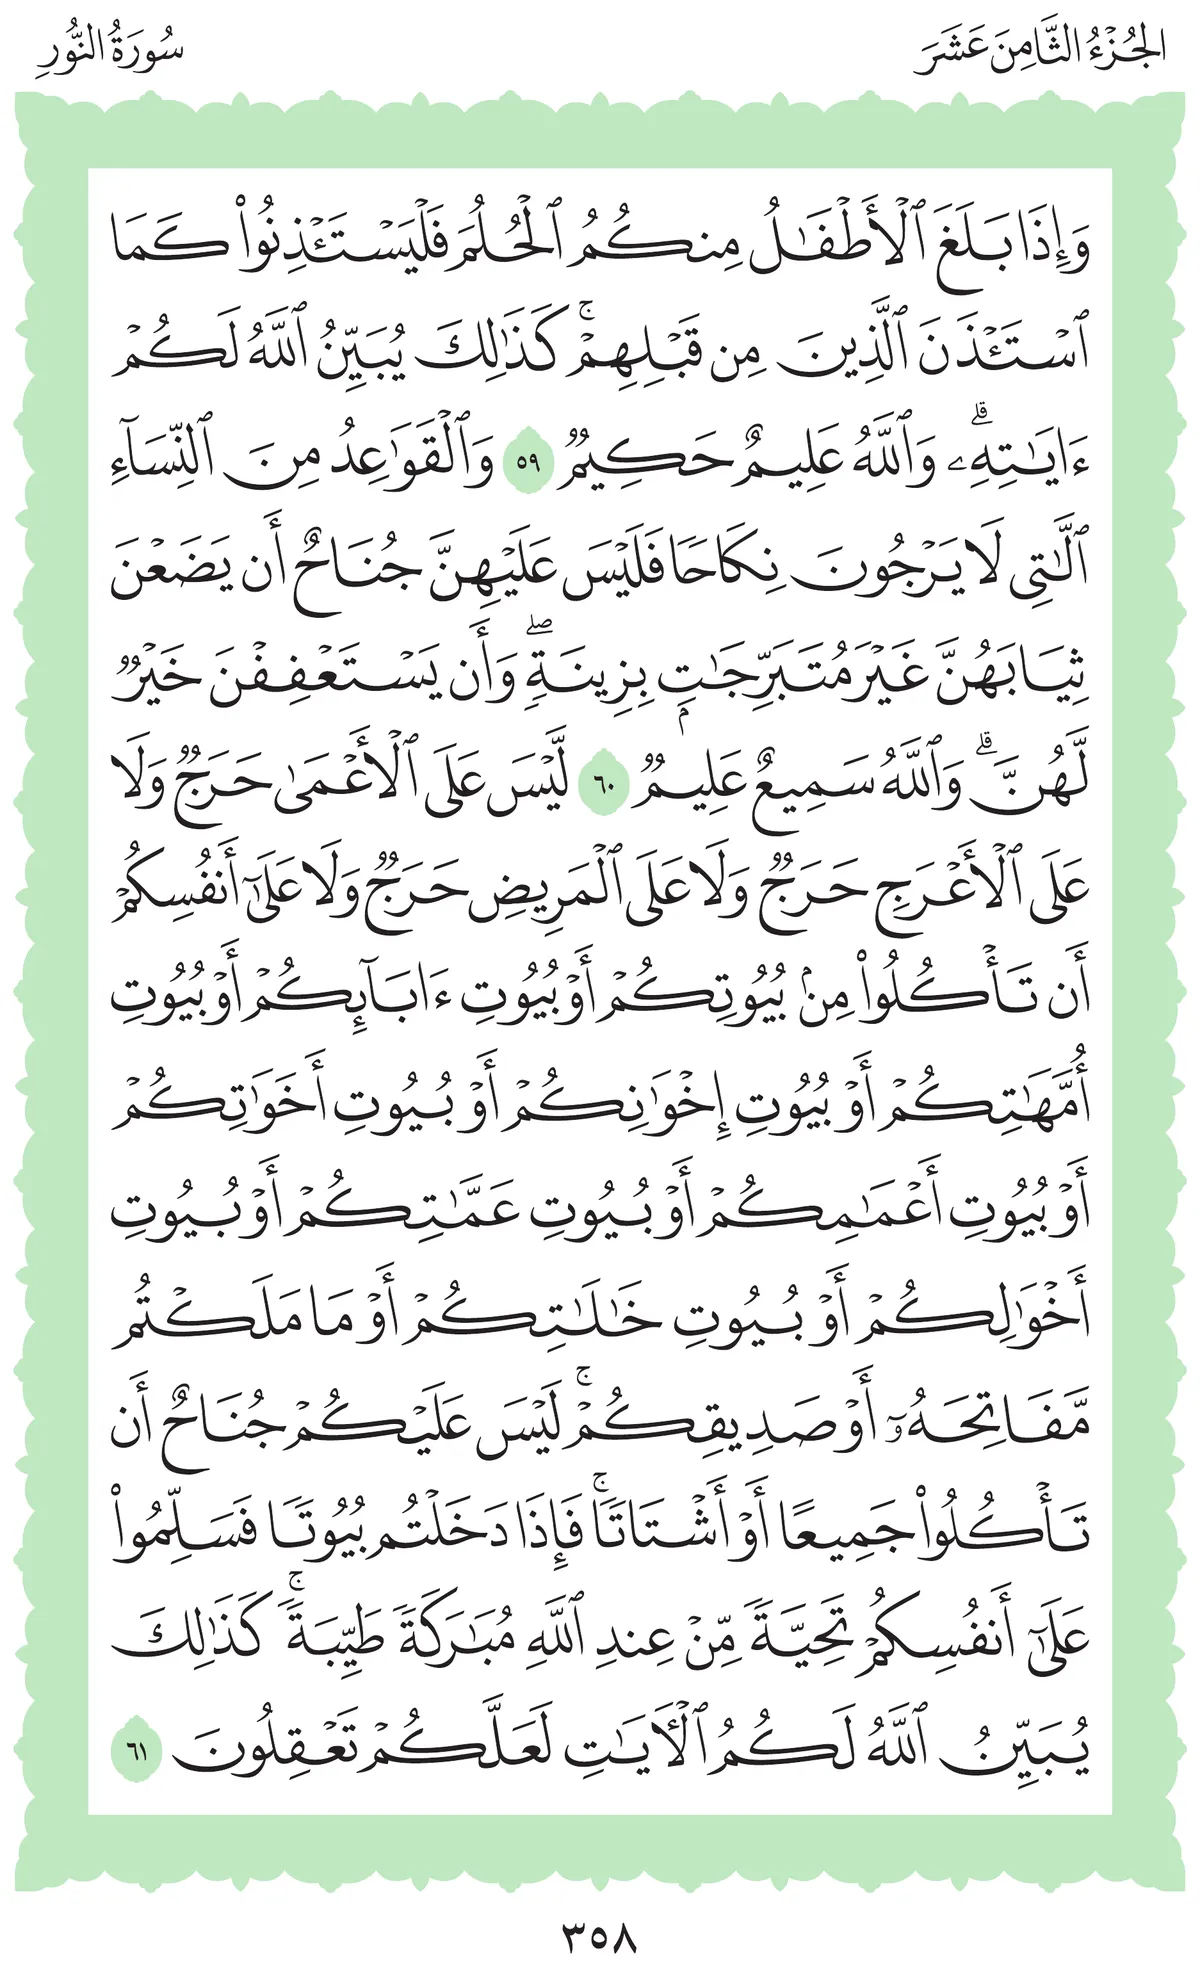 الجُزْءُ الثَّامِنَ عَشَرَ
سُورَةُ النُّورِ
وَإِذَا بَلَغَ ٱلۡأَطۡفَٰلُ مِنكُمُ ٱلۡحُلُمَ فَلۡيَسۡتَـٔۡذِنُواْ كَمَا
ٱسۡتَـٔۡذَنَ ٱلَّذِينَ مِن قَبۡلِهِمۡۚ كَذَٰلِكَ يُبَيِّنُ ٱللَّهُ لَكُمۡ
ءَايَٰتِهِۦۗ وَٱللَّهُ عَلِيمٌ حَكِيمٞ ٥٩ وَٱلۡقَوَٰعِدُ مِنَ ٱلنِّسَآءِ
ٱلَّٰتِي لَا يَرۡجُونَ نِكَاحٗا فَلَيۡسَ عَلَيۡهِنَّ جُنَاحٌ أَن يَضَعۡنَ
ثِيَابَهُنَّ غَيۡرَ مُتَبَرِّجَٰتِۭ بِزِينَةٖۖ وَأَن يَسۡتَعۡفِفۡنَ خَيۡرٞ
لَّهُنَّۗ وَٱللَّهُ سَمِيعٌ عَلِيمٞ ٦٠ لَّيۡسَ عَلَى ٱلۡأَعۡمَىٰ حَرَجٞ وَلَا
عَلَى ٱلۡأَعۡرَجِ حَرَجٞ وَلَا عَلَى ٱلۡمَرِيضِ حَرَجٞ وَلَا عَلَىٰٓ أَنفُسِكُمۡ
أَن تَأۡكُلُواْ مِنۢ بُيُوتِكُمۡ أَوۡ بُيُوتِ ءَابَآئِكُمۡ أَوۡ بُيُوتِ
أُمَّهَٰتِكُمۡ أَوۡ بُيُوتِ إِخۡوَٰنِكُمۡ أَوۡ بُيُوتِ أَخَوَٰتِكُمۡ
أَوۡ بُيُوتِ أَعۡمَٰمِكُمۡ أَوۡ بُيُوتِ عَمَّٰتِكُمۡ أَوۡ بُيُوتِ
أَخۡوَٰلِكُمۡ أَوۡ بُيُوتِ خَٰلَٰتِكُمۡ أَوۡ مَا مَلَكۡتُم
مَّفَاتِحَهُۥٓ أَوۡ صَدِيقِكُمۡۚ لَيۡسَ عَلَيۡكُمۡ جُنَاحٌ أَن
تَأۡكُلُواْ جَمِيعًا أَوۡ أَشۡتَاتٗاۚ فَإِذَا دَخَلۡتُم بُيُوتٗا فَسَلِّمُواْ
عَلَىٰٓ أَنفُسِكُمۡ تَحِيَّةٗ مِّنۡ عِندِ ٱللَّهِ مُبَٰرَكَةٗ طَيِّبَةٗۚ كَذَٰلِكَ
يُبَيِّنُ ٱللَّهُ لَكُمُ ٱلۡأٓيَٰتِ لَعَلَّكُمۡ تَعۡقِلُونَ ٦١
٣٥٨